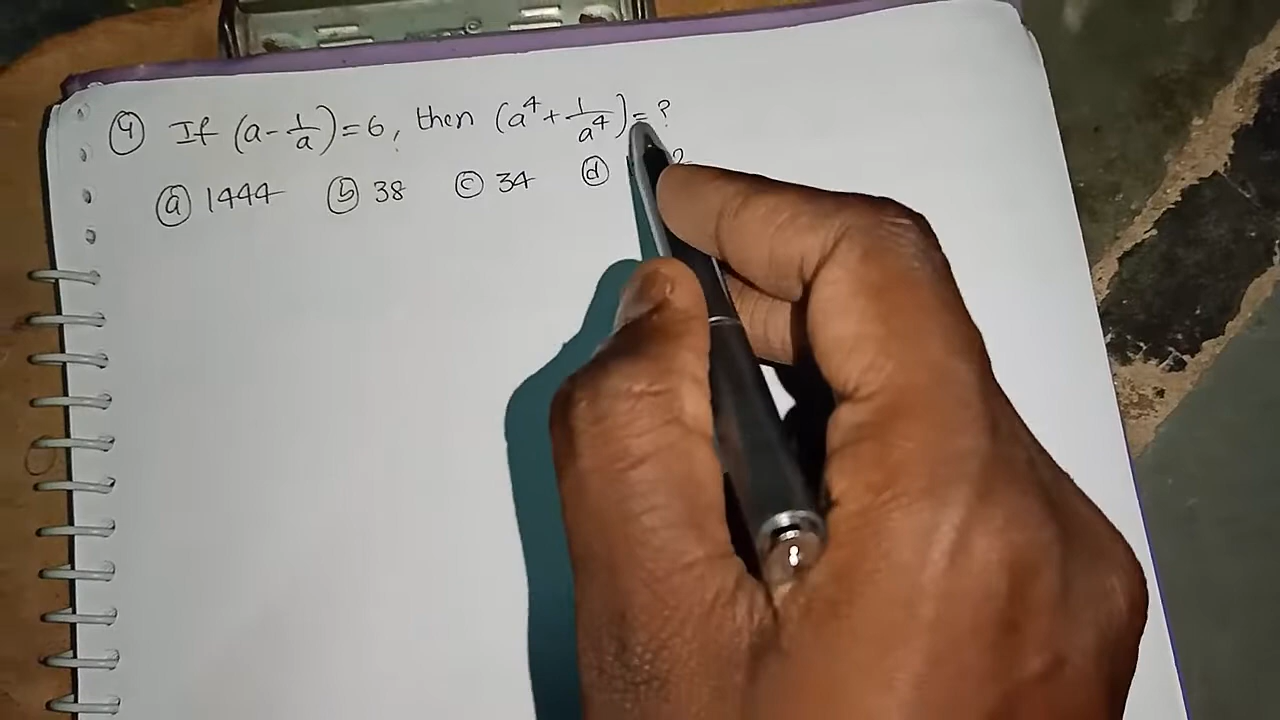 ④ If (a - 1/a) = 6, then (a⁴ + 1/a⁴) = ?
ⓐ 1444 ⓑ 38 ⓒ 34 ⓓ